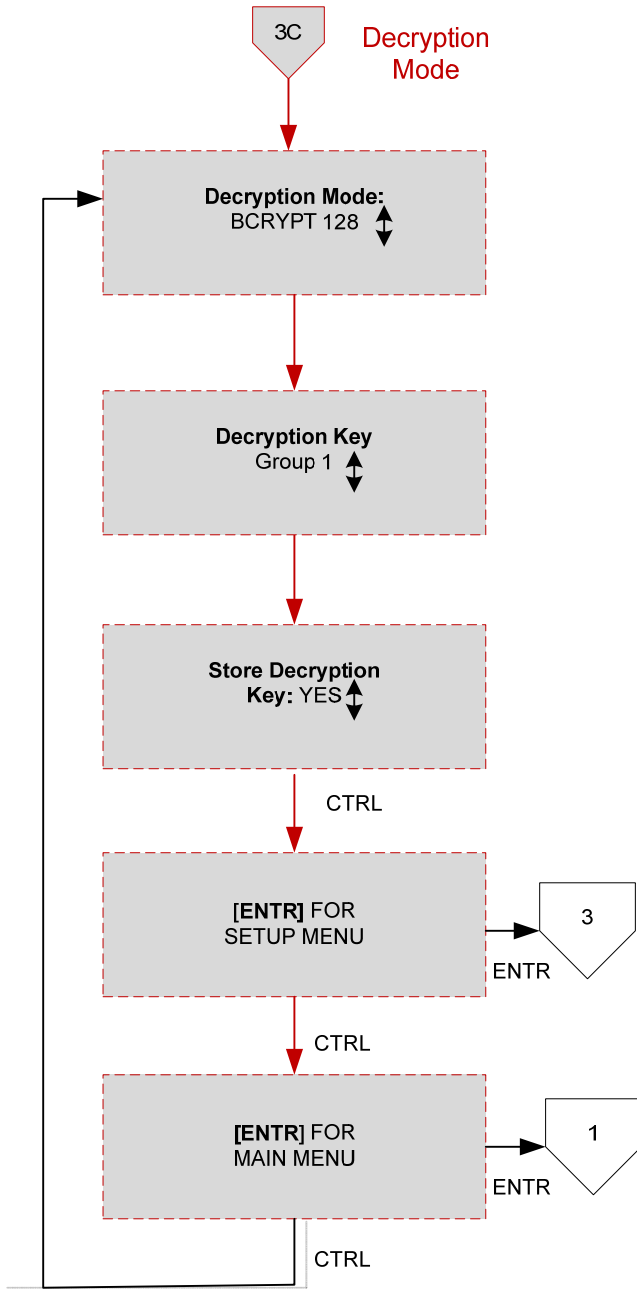 3C
Decryption
Mode
Decryption Mode:
BCRYPT 128
Decryption Key
Group 1
Store Decryption
Key: YES
CTRL
[ENTR] FOR
SETUP MENU
3
ENTR
CTRL
[ENTR] FOR
MAIN MENU
1
ENTR
CTRL